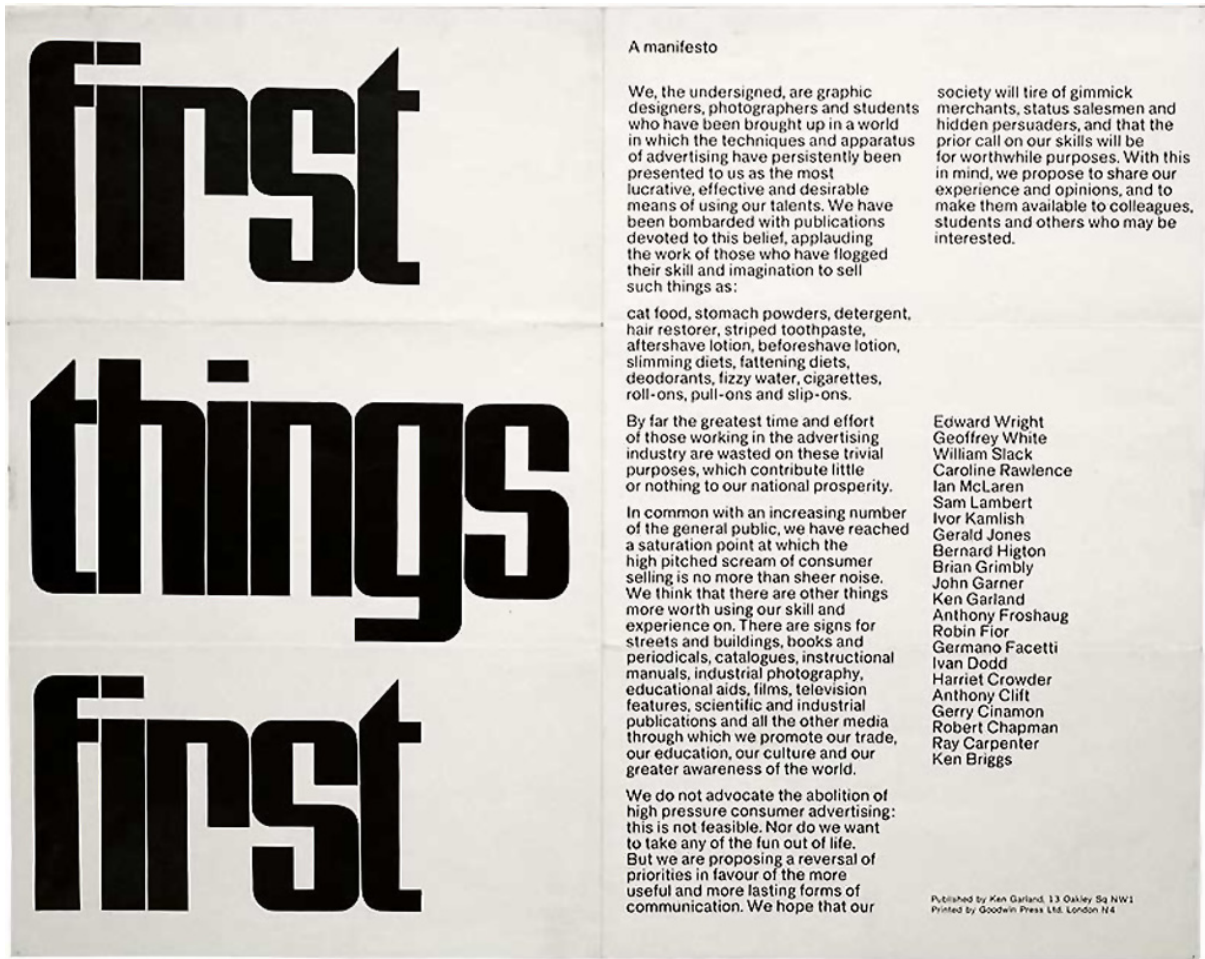 first
things
first
A manifesto
We, the undersigned, are graphic
designers, photographers and students
who have been brought up in a world
in which the techniques and apparatus
of advertising have persistently been
presented to us as the most
lucrative, effective and desirable
means of using our talents. We have
been bombarded with publications
devoted to this belief, applauding
the work of those who have flogged
their skill and imagination to sell
such things as:
cat food, stomach powders, detergent,
hair restorer, striped toothpaste,
aftershave lotion, beforeshave lotion,
slimming diets, fattening diets,
deodorants, fizzy water, cigarettes,
roll-ons, pull-ons and slip-ons.
By far the greatest time and effort
of those working in the advertising
industry are wasted on these trivial
purposes, which contribute little
or nothing to our national prosperity.
In common with an increasing number
of the general public, we have reached
a saturation point at which the
high pitched scream of consumer
selling is no more than sheer noise.
We think that there are other things
more worth using our skill and
experience on. There are signs for
streets and buildings, books and
periodicals, catalogues, instructional
manuals, industrial photography,
educational aids, films, television
features, scientific and industrial
publications and all the other media
through which we promote our trade,
our education, our culture and our
greater awareness of the world.
We do not advocate the abolition of
high pressure consumer advertising:
this is not feasible. Nor do we want
to take any of the fun out of life.
But we are proposing a reversal of
priorities in favour of the more
useful and more lasting forms of
communication. We hope that our
society will tire of gimmick
merchants, status salesmen and
hidden persuaders, and that the
prior call on our skills will be
for worthwhile purposes. With this
in mind, we propose to share our
experience and opinions, and to
make them available to colleagues,
students and others who may be
interested.
Edward Wright
Geoffrey White
William Slack
Caroline Rawlence
Ian McLaren
Sam Lambert
Ivor Kamlish
Gerald Jones
Bernard Higton
Brian Grimbly
John Garner
Ken Garland
Anthony Froshaug
Robin Fior
Germano Facetti
Ivan Dodd
Harriet Crowder
Anthony Clift
Gerry Cinamon
Robert Chapman
Ray Carpenter
Ken Briggs
Published by Ken Garland, 13 Oakley Sq NW1
Printed by Goodwin Press Ltd. London N4